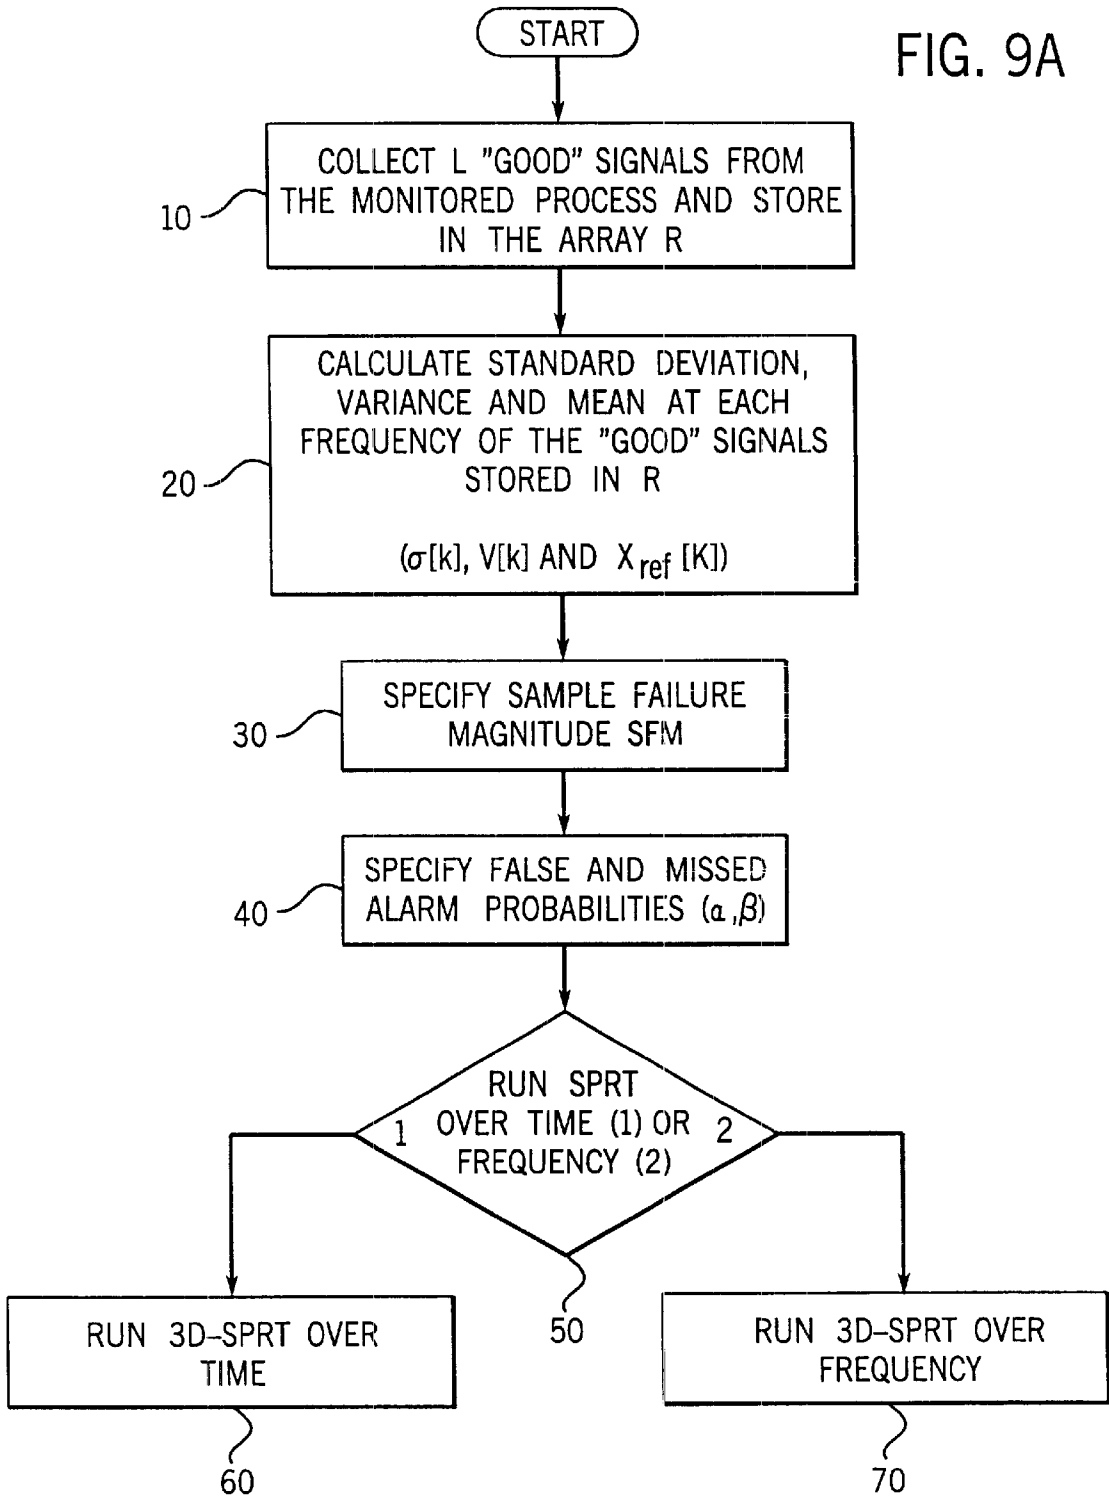 START
FIG. 9A
COLLECT L "GOOD" SIGNALS FROM
THE MONITORED PROCESS AND STORE
IN THE ARRAY R
10
CALCULATE STANDARD DEVIATION,
VARIANCE AND MEAN AT EACH
FREQUENCY OF THE "GOOD" SIGNALS
STORED IN R
(σ[k], V[k] AND X ref [K])
20
SPECIFY SAMPLE FAILURE
MAGNITUDE SFM
30
SPECIFY FALSE AND MISSED
ALARM PROBABILITIES (α,β)
40
RUN SPRT
OVER TIME (1) OR
FREQUENCY (2)
1
2
50
RUN 3D-SPRT OVER
TIME
60
RUN 3D-SPRT OVER
FREQUENCY
70